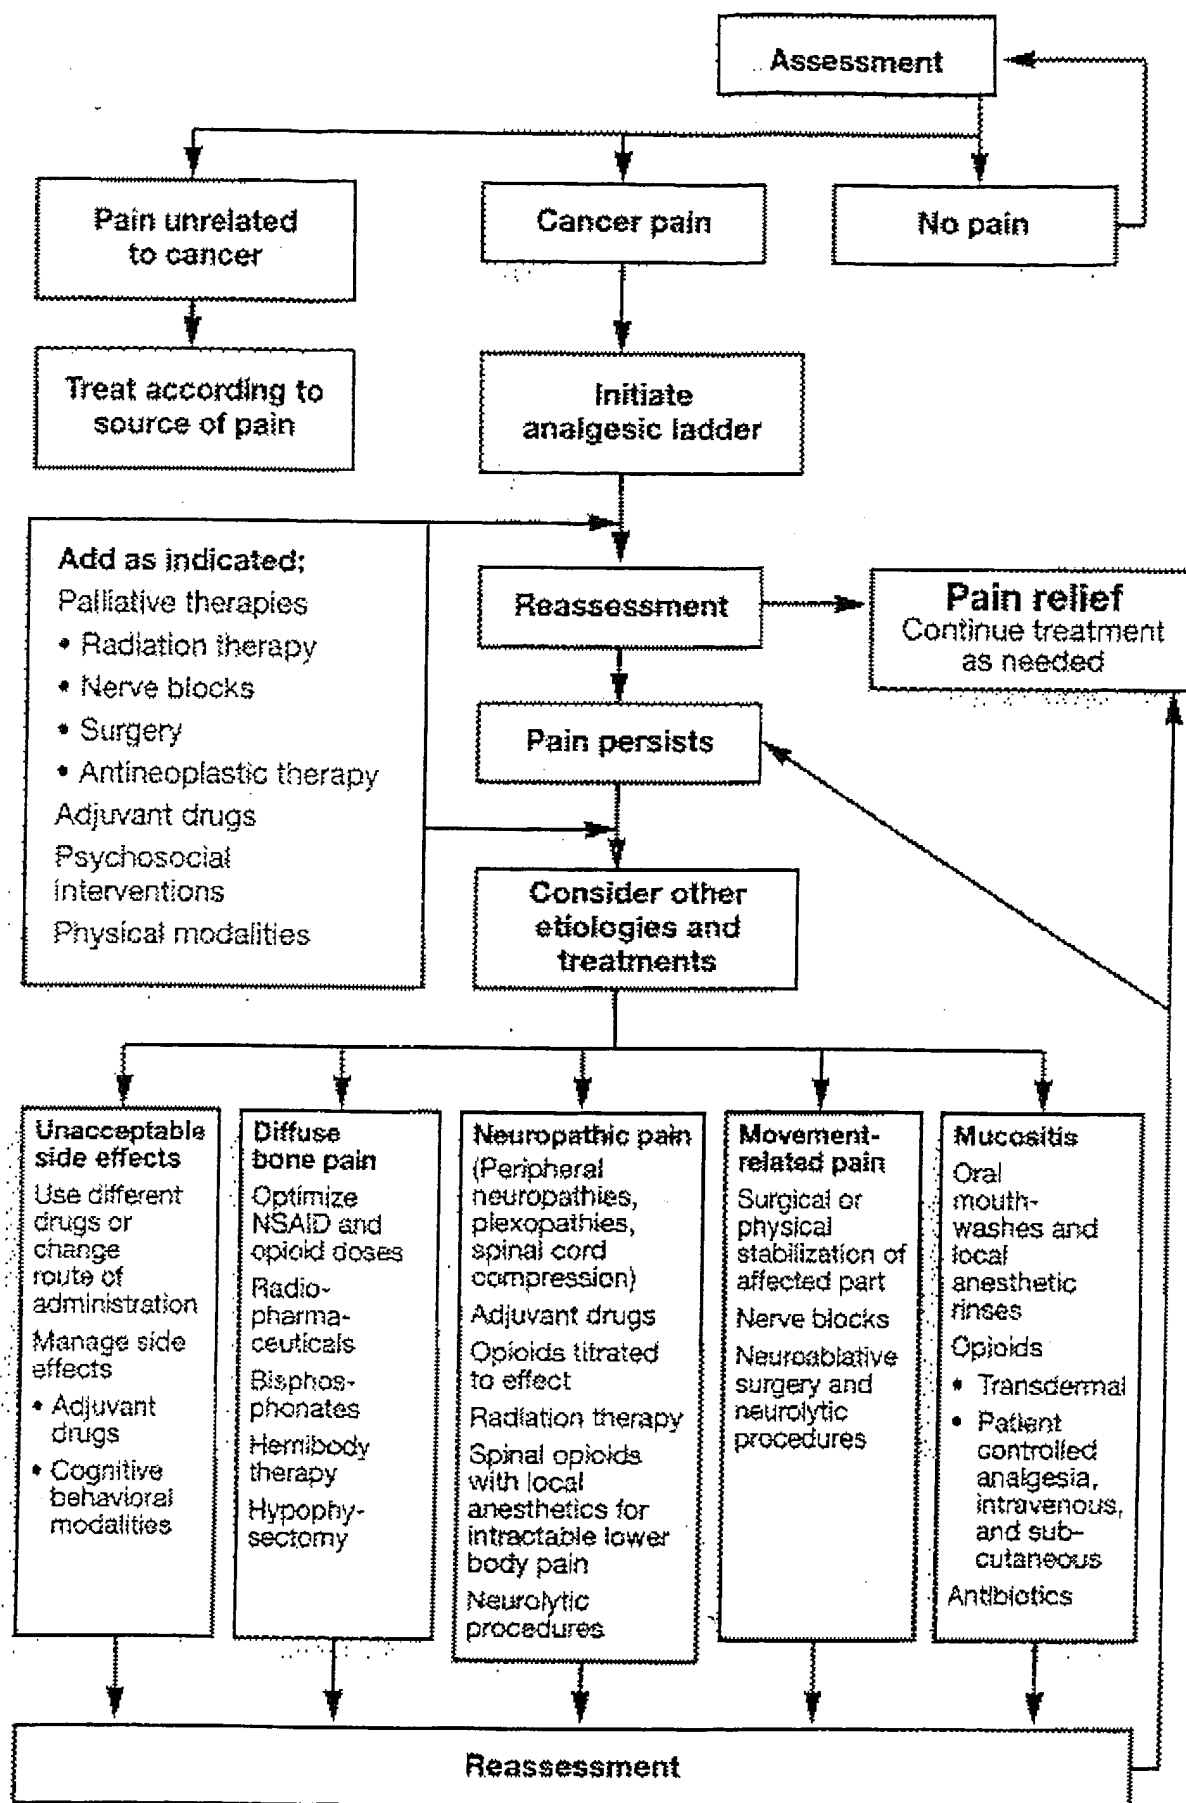 Assessment
Pain unrelated
to cancer
Cancer pain
No pain
Treat according to
source of pain
Initiate
analgesic ladder
Add as indicated:
Palliative therapies
• Radiation therapy
• Nerve blocks
• Surgery
• Antineoplastic therapy
Adjuvant drugs
Psychosocial
interventions
Physical modalities
Reassessment
Pain relief
Continue treatment
as needed
Pain persists
Consider other
etiologies and
treatments
Unacceptable
side effects
Use different
drugs or
change
route of
administration
Manage side
effects
• Adjuvant
drugs
• Cognitive
behavioral
modalities
Diffuse
bone pain
Optimize
NSAID and
opioid doses
Radio-
pharma-
ceuticals
Bisphos-
phonates
Hemibody
therapy
Hypophy-
sectomy
Neuropathic pain
(Peripheral
neuropathies,
plexopathies,
spinal cord
compression)
Adjuvant drugs
Opioids titrated
to effect
Radiation therapy
Spinal opioids
with local
anesthetics for
intractable lower
body pain
Neurolytic
procedures
Movement-
related pain
Surgical or
physical
stabilization of
affected part
Nerve blocks
Neuroablative
surgery and
neurolytic
procedures
Mucositis
Oral
mouth-
washes and
local
anesthetic
rinses
Opioids
• Transdermal
• Patient
controlled
analgesia,
intravenous,
and sub-
cutaneous
Antibiotics
Reassessment